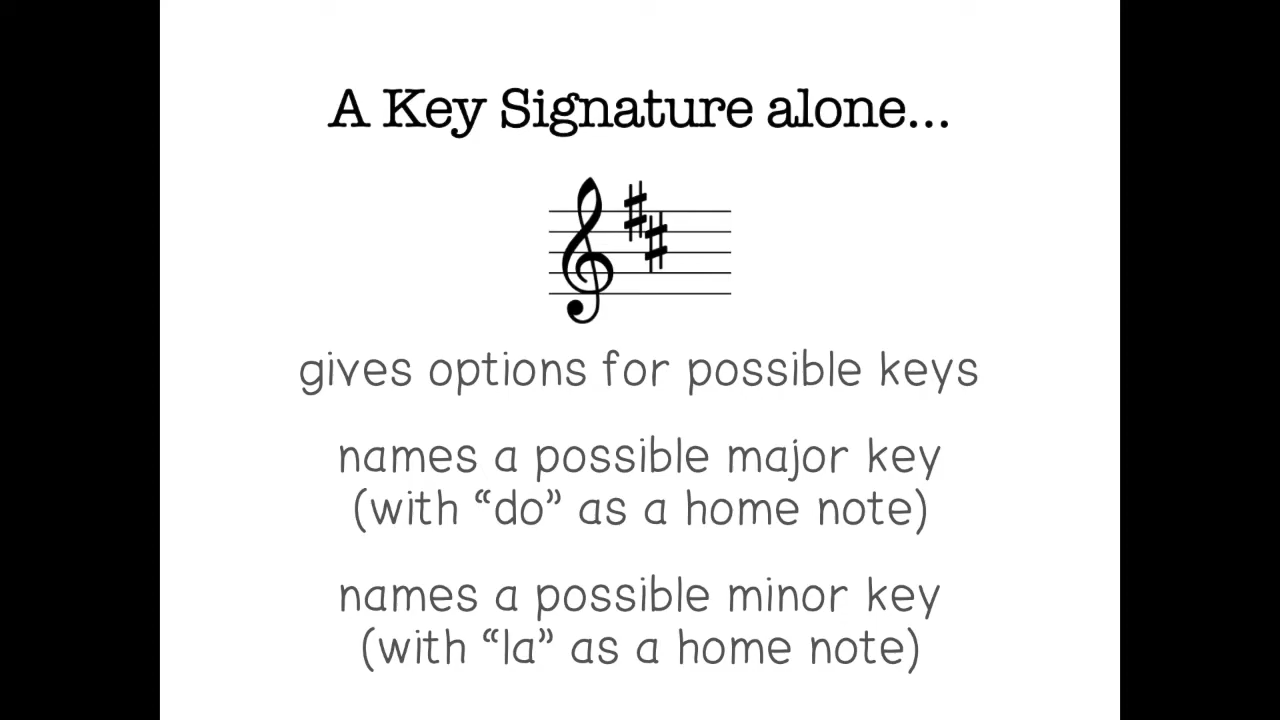 A Key Signature alone...
gives options for possible keys
names a possible major key
(with “do” as a home note)
names a possible minor key
(with “la” as a home note)